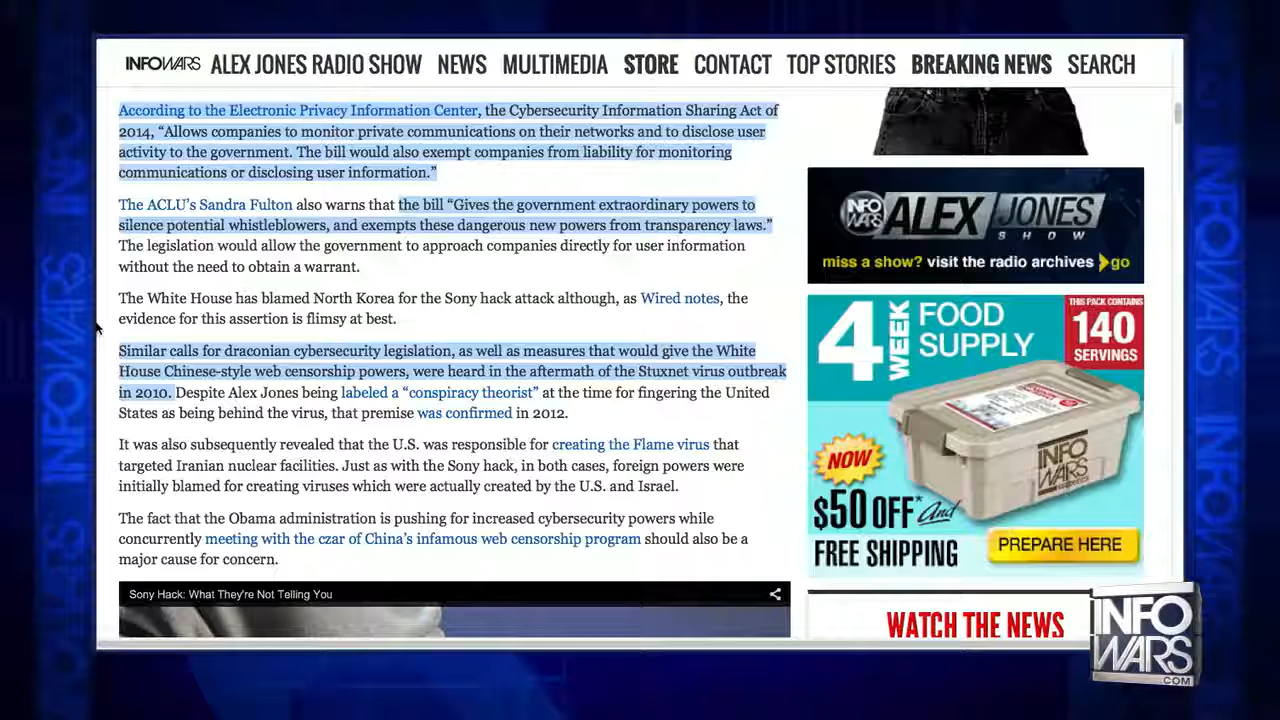 INFOWARS ALEX JONES RADIO SHOW NEWS MULTIMEDIA STORE CONTACT TOP STORIES BREAKING NEWS SEARCH
According to the Electronic Privacy Information Center, the Cybersecurity Information Sharing Act of
2014, “Allows companies to monitor private communications on their networks and to disclose user
activity to the government. The bill would also exempt companies from liability for monitoring
communications or disclosing user information.”
The ACLU’s Sandra Fulton also warns that the bill “Gives the government extraordinary powers to
silence potential whistleblowers, and exempts these dangerous new powers from transparency laws.”
The legislation would allow the government to approach companies directly for user information
without the need to obtain a warrant.
The White House has blamed North Korea for the Sony hack attack although, as Wired notes, the
evidence for this assertion is flimsy at best.
Similar calls for draconian cybersecurity legislation, as well as measures that would give the White
House Chinese-style web censorship powers, were heard in the aftermath of the Stuxnet virus outbreak
in 2010. Despite Alex Jones being labeled a “conspiracy theorist” at the time for fingering the United
States as being behind the virus, that premise was confirmed in 2012.
It was also subsequently revealed that the U.S. was responsible for creating the Flame virus that
targeted Iranian nuclear facilities. Just as with the Sony hack, in both cases, foreign powers were
initially blamed for creating viruses which were actually created by the U.S. and Israel.
The fact that the Obama administration is pushing for increased cybersecurity powers while
concurrently meeting with the czar of China’s infamous web censorship program should also be a
major cause for concern.
Sony Hack: What They're Not Telling You
INFO WARS ALEX JONES
SHOW
miss a show? visit the radio archives go
4 WEEK FOOD SUPPLY
THIS PACK CONTAINS
140
SERVINGS
INFO
WARS
NOW
$50 OFF* And
FREE SHIPPING
PREPARE HERE
WATCH THE NEWS
INFO
WARS
.COM
INFOWARS
INFOWARS